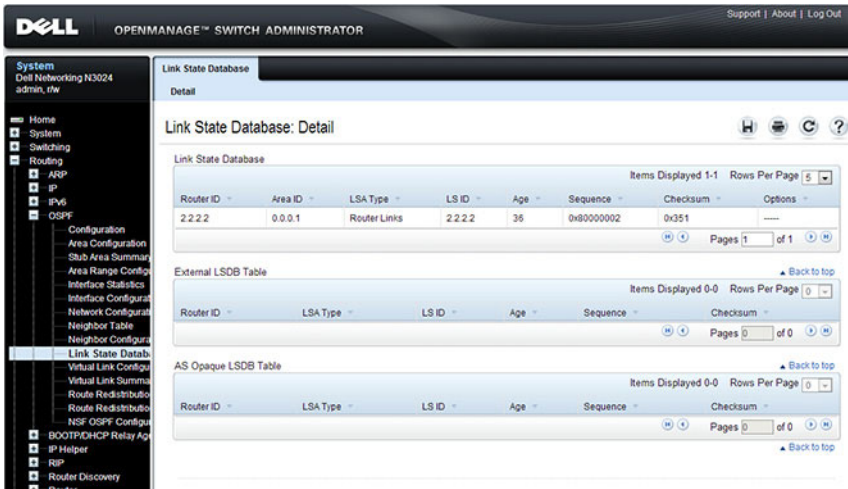 Support | About | Log Out
DELL OPENMANAGE™ SWITCH ADMINISTRATOR
System
Dell Networking N3024
admin, r/w
Home
System
Switching
Routing
ARP
IP
IPv6
OSPF
Configuration
Area Configuration
Stub Area Summary
Area Range Configu
Interface Statistics
Interface Configurat
Network Configurati
Neighbor Table
Neighbor Configura
Link State Databa
Virtual Link Configu
Virtual Link Summa
Route Redistributio
Route Redistributio
NSF OSPF Configur
BOOTP/DHCP Relay Age
IP Helper
RIP
Router Discovery
Router
Link State Database
Detail
Link State Database: Detail
Link State Database
Items Displayed 1-1 Rows Per Page 5
Router ID Area ID LSA Type LS ID Age Sequence Checksum Options
2.2.2.2 0.0.0.1 Router Links 2.2.2.2 36 0x80000002 0x351 -----
Pages 1 of 1
External LSDB Table
Back to top
Items Displayed 0-0 Rows Per Page 0
Router ID LSA Type LS ID Age Sequence Checksum
Pages 0 of 0
AS Opaque LSDB Table
Back to top
Items Displayed 0-0 Rows Per Page 0
Router ID LSA Type LS ID Age Sequence Checksum
Pages 0 of 0
Back to top